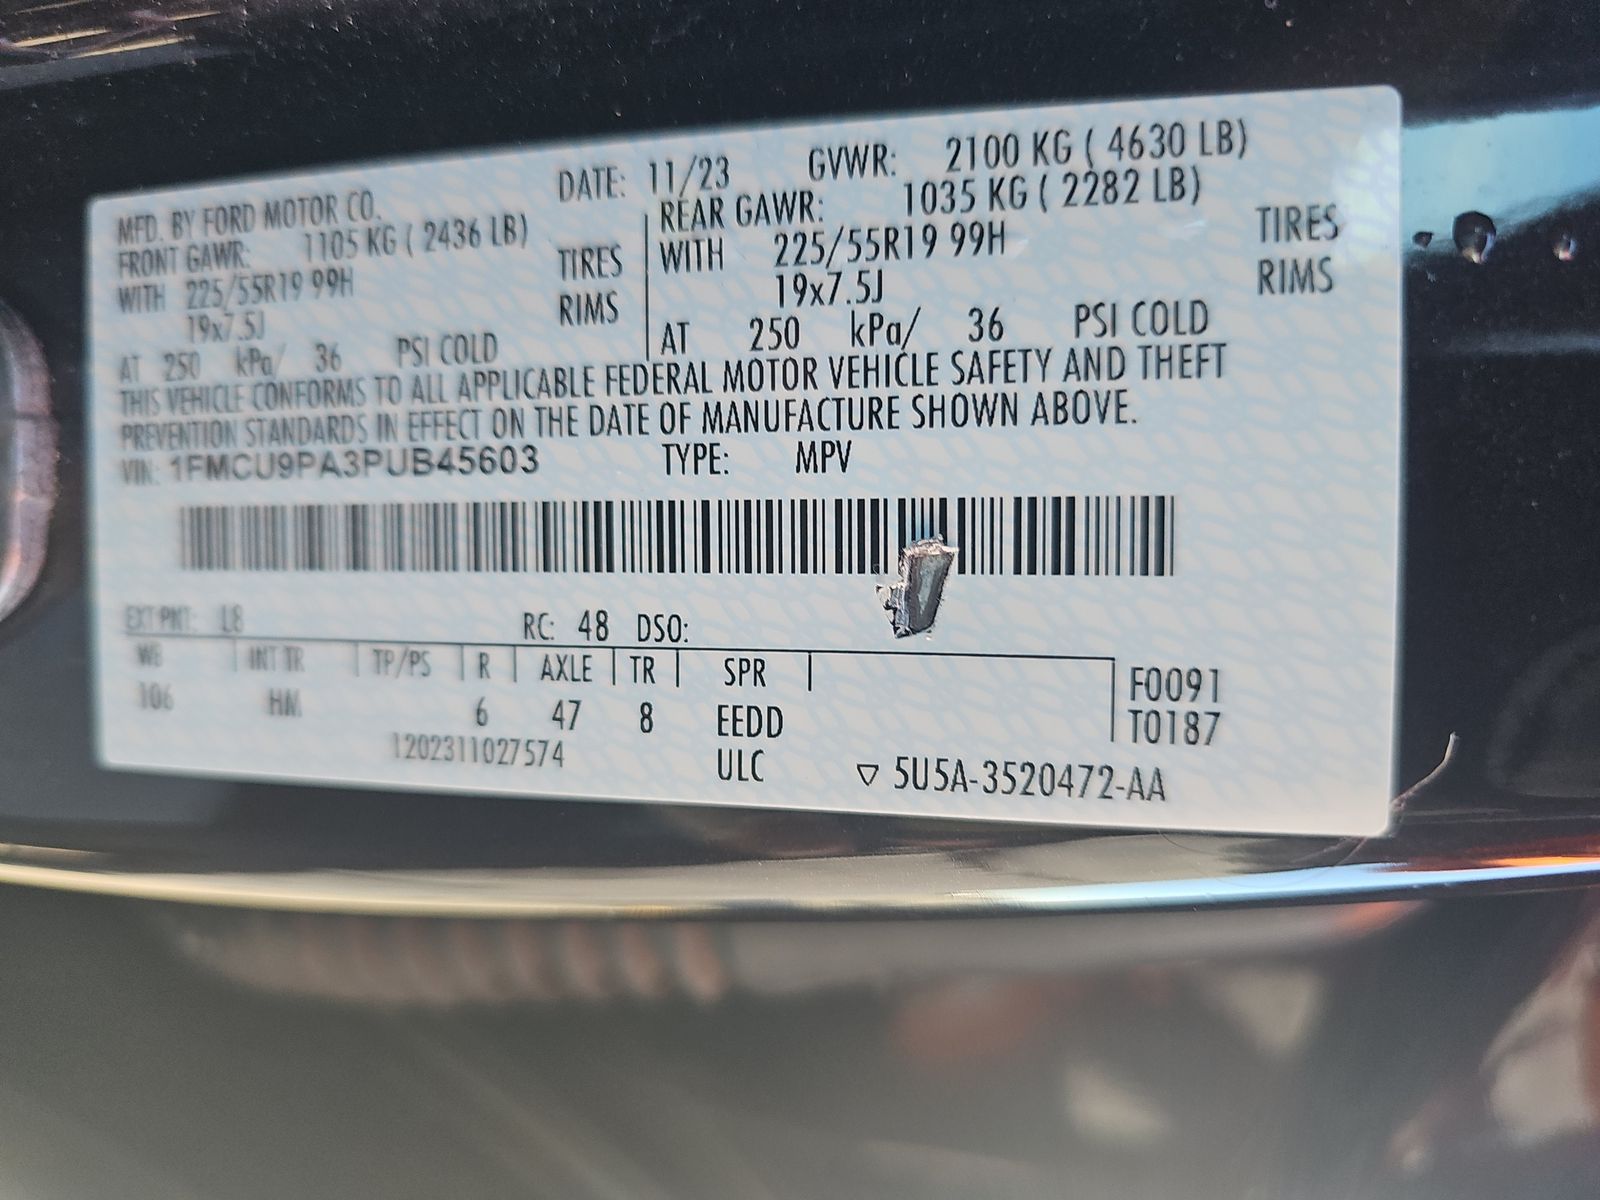 MFD. BY FORD MOTOR CO. DATE: 11/23 GVWR: 2100 KG ( 4630 LB)
FRONT GAWR: 1105 KG ( 2436 LB)
WITH 225/55R19 99H TIRES
19x7.5J RIMS
AT 250 kPa/ 36 PSI COLD
REAR GAWR: 1035 KG ( 2282 LB)
WITH 225/55R19 99H TIRES
19x7.5J RIMS
AT 250 kPa/ 36 PSI COLD
THIS VEHICLE CONFORMS TO ALL APPLICABLE FEDERAL MOTOR VEHICLE SAFETY AND THEFT
PREVENTION STANDARDS IN EFFECT ON THE DATE OF MANUFACTURE SHOWN ABOVE.
VIN: 1FMCU9PA3PUB45603 TYPE: MPV
EXT PNT: L8 RC: 48 DSO:
WB INT TR TP/PS R AXLE TR SPR F0091
106 HM 6 47 8 EEDD T0187
1202311027574 ULC ▽ 5U5A-3520472-AA